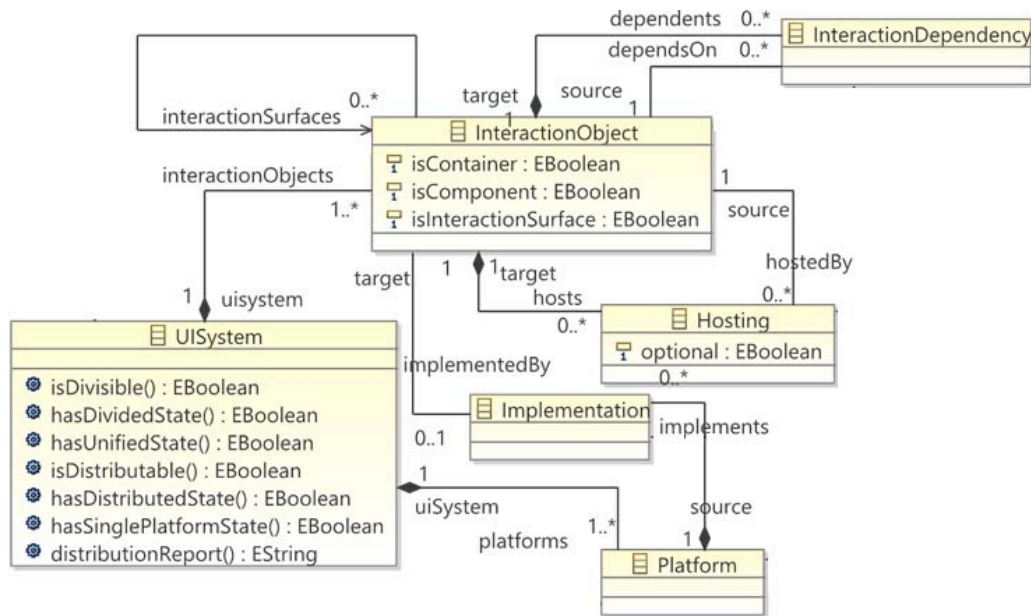 dependents 0..*
dependsOn 0..*
InteractionDependency
0..*
interactionSurfaces
target
1
source
1
InteractionObject
isContainer : EBoolean
isComponent : EBoolean
isInteractionSurface : EBoolean
interactionObjects
1..*
1
source
hostedBy
0..*
target
1
1
target
hosts
0..*
1
uisystem
Hosting
optional : EBoolean
0..*
UISystem
isDivisible() : EBoolean
hasDividedState() : EBoolean
hasUnifiedState() : EBoolean
isDistributable() : EBoolean
hasDistributedState() : EBoolean
hasSinglePlatformState() : EBoolean
distributionReport() : EString
implementedBy
0..1
Implementation
implements
1
uiSystem
platforms
1..*
source
1
Platform